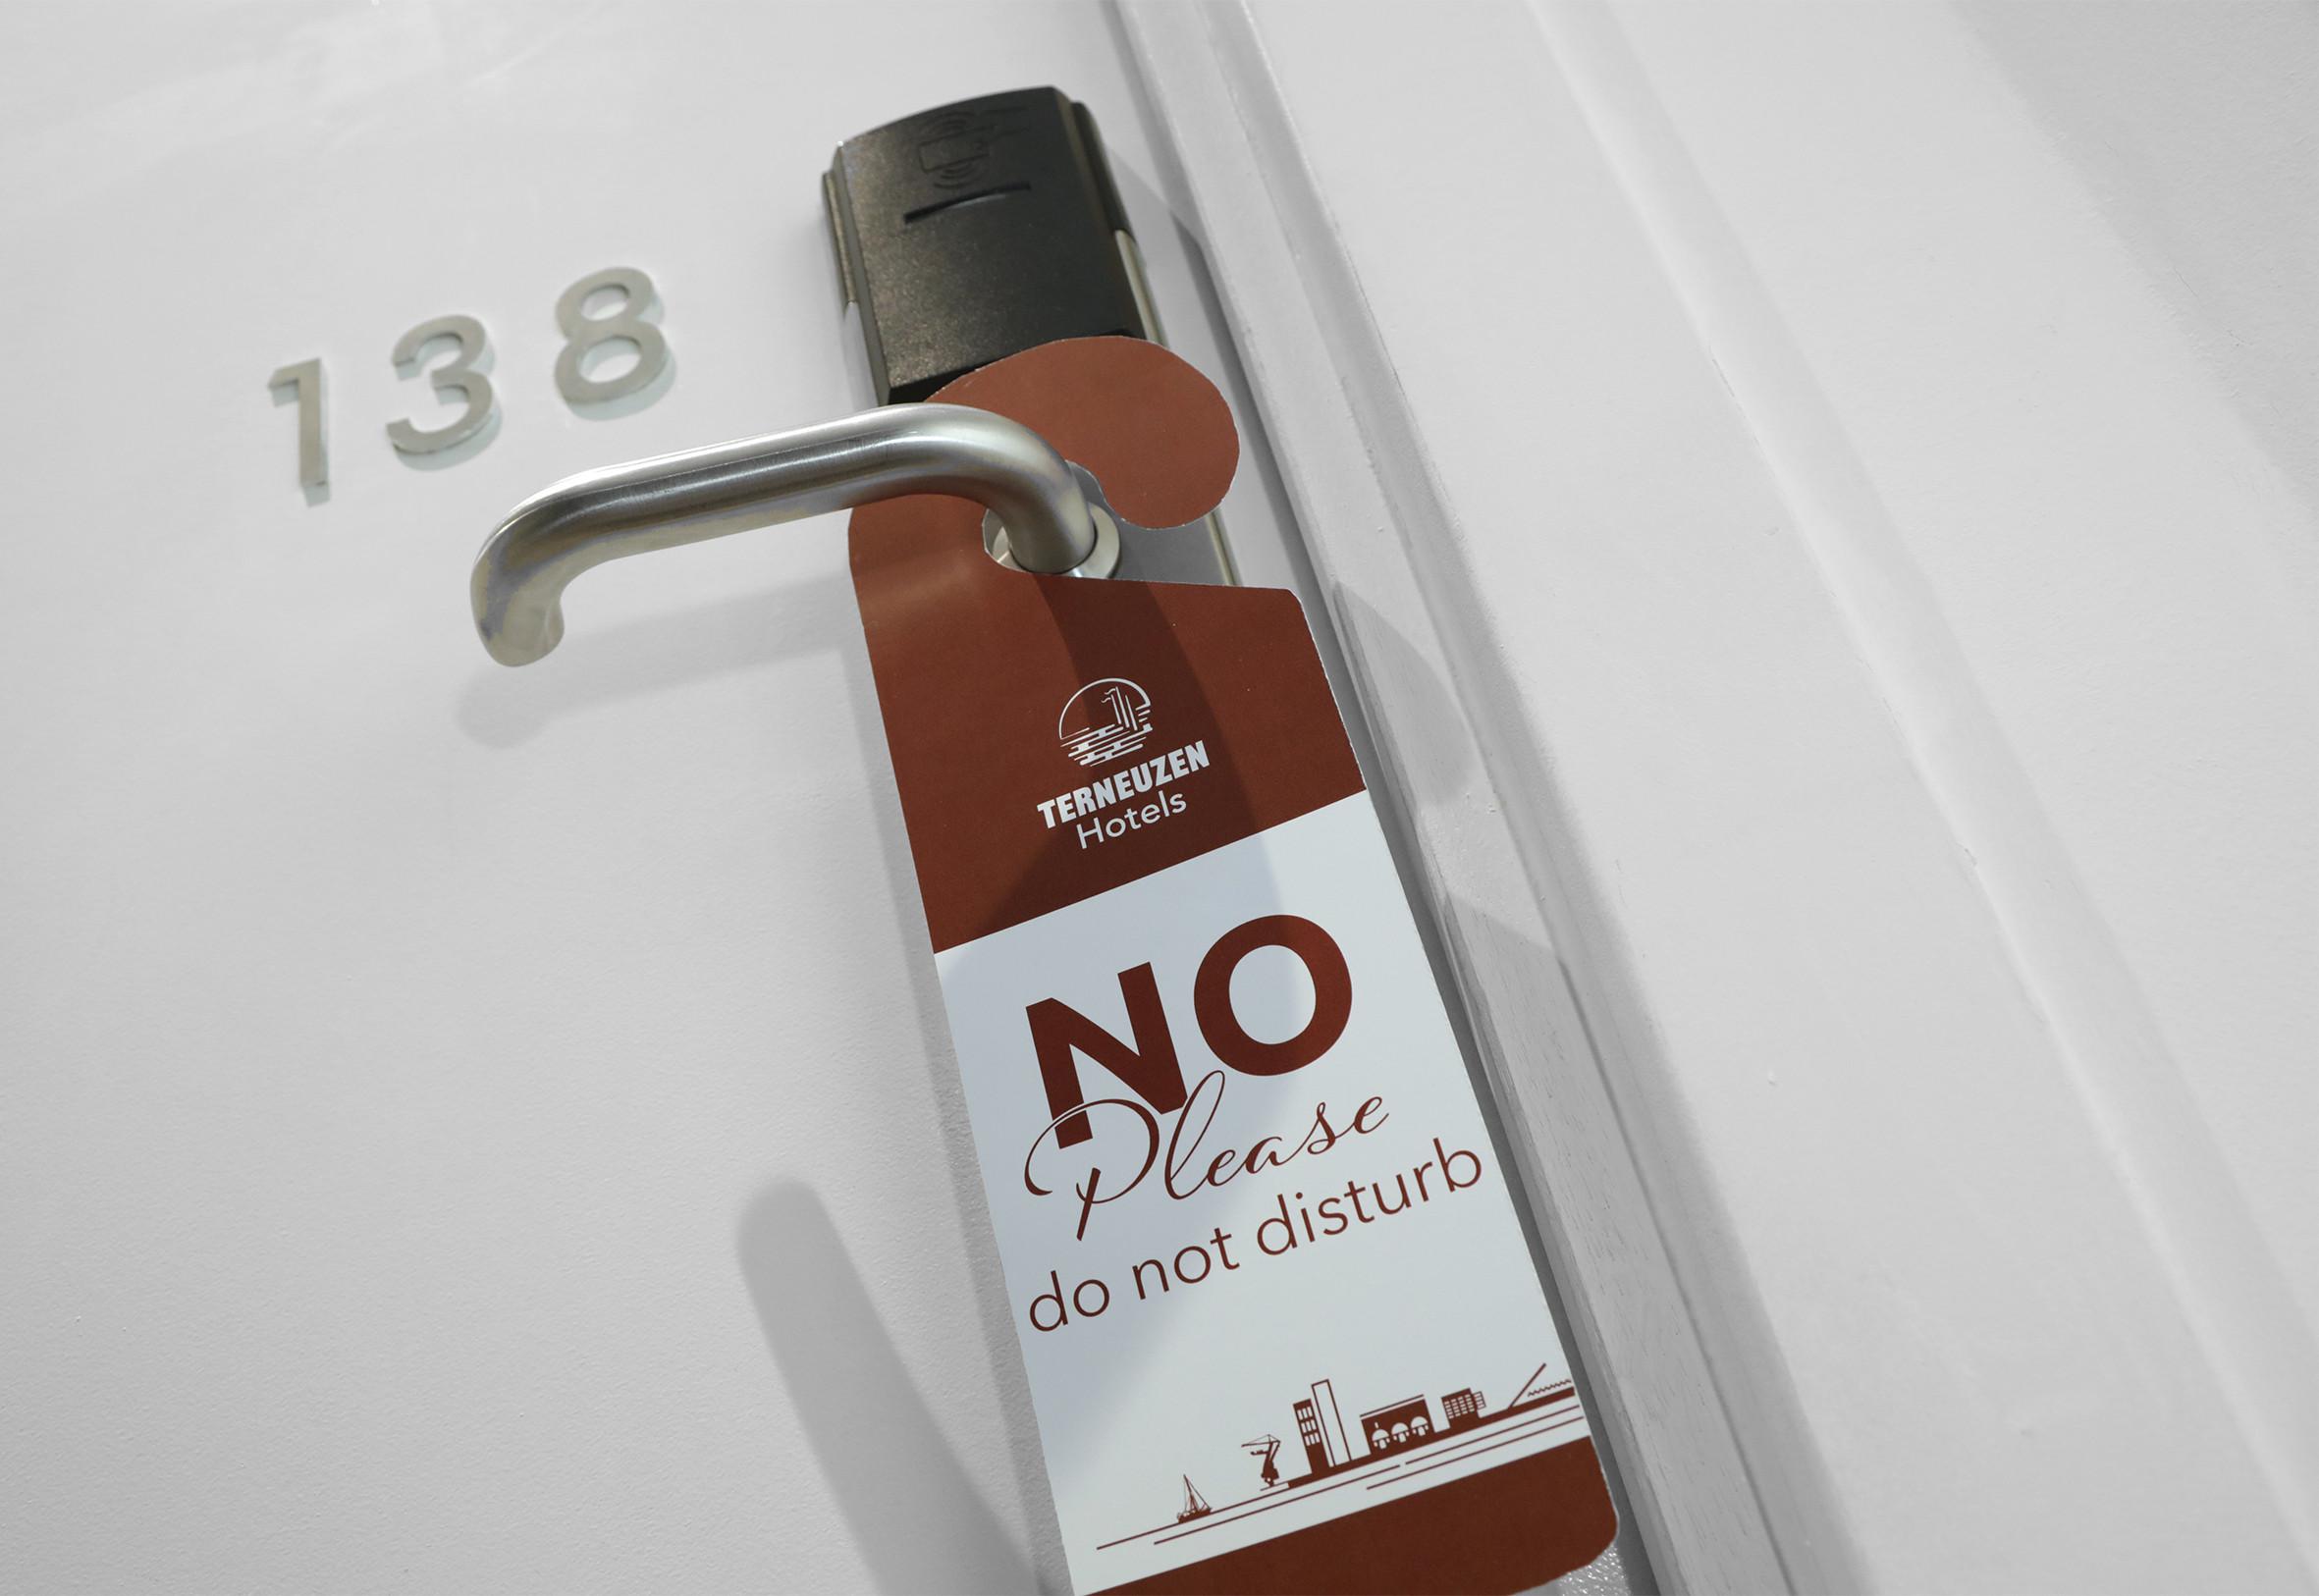 138
TERNEUZEN
Hotels
NO
Please
do not disturb